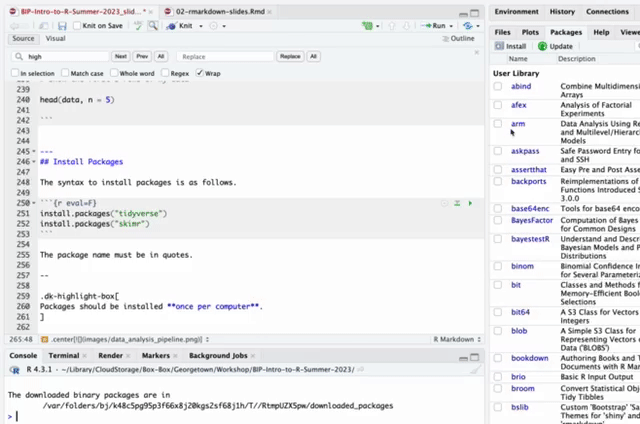 BIP-Intro-to-R-Summer-2023_slid...*
02-rmarkdown-slides.Rmd
Knit on Save
Knit
Run
Source
Visual
Outline
high
Next
Prev
All
Replace
Replace
All
In selection
Match case
Whole word
Regex
Wrap
239
240 head(data, n = 5)
241
242 ```
243
244
245 ---
246 ## Install Packages
247
248 The syntax to install packages is as follows.
249
250 ```{r eval=F}
251 install.packages("tidyverse")
252 install.packages("skimr")
253 ```
254
255 The package name must be in quotes.
256 --
257
258
259 .dk-highlight-box[
260 Packages should be installed **once per computer**.
261 ]
262
265:48
.center[![](images/data_analysis_pipeline.png)]
R Markdown
Console
Terminal
Render
Markers
Background Jobs
R 4.3.1 · ~/Library/CloudStorage/Box-Box/Georgetown/Workshop/BIP-Intro-to-R-Summer-2023/
The downloaded binary packages are in
/var/folders/bj/k48c5pg95p3f66x8j20kgs2sf68j1h/T//RtmpUZX5pw/downloaded_packages
>
Environment
History
Connections
Files
Plots
Packages
Help
Install
Update
Name
Description
User Library
abind
Combine Multidimens
Arrays
afex
Analysis of Factorial
Experiments
arm
Data Analysis Using Re
and Multilevel/Hierarc
Models
askpass
Safe Password Entry fo
and SSH
assertthat
Easy Pre and Post Asse
backports
Reimplementations of
Functions Introduced S
3.0.0
base64enc
Tools for base64 enco
BayesFactor
Computation of Bayes
for Common Designs
bayestestR
Understand and Descr
Bayesian Models and P
Distributions
binom
Binomial Confidence In
for Several Parameteriz
bit
Classes and Methods f
Memory-Efficient Bool
Selections
bit64
A S3 Class for Vectors o
Integers
blob
A Simple S3 Class for
Representing Vectors o
Data ('BLOBS')
bookdown
Authoring Books and T
Documents with R Mar
brio
Basic R Input Output
broom
Convert Statistical Obje
Tidy Tibbles
bslib
Custom 'Bootstrap' 'Sas
Themes for 'shiny' and